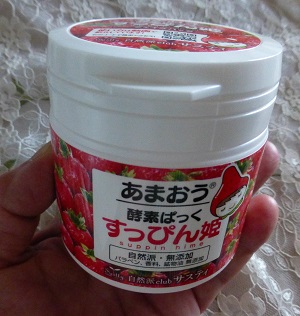 あまおう®
酵素ぱっく
すっぴん姫
suppin hime
自然派・無添加
パラベン、香料、鉱物油 無添加
自然派clubサスティ